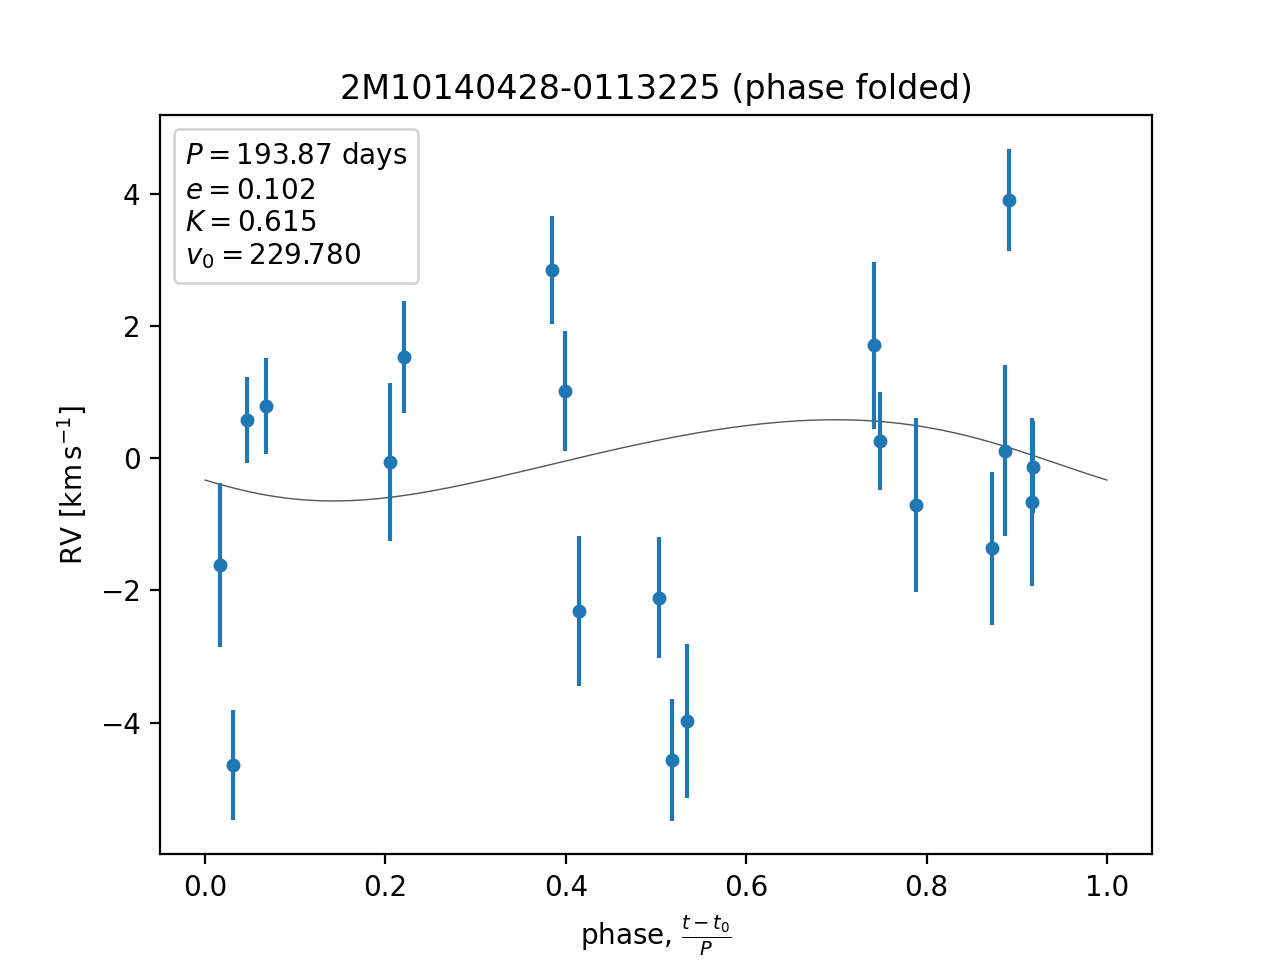 2M10140428-0113225 (phase folded)
P = 193.87 days
e = 0.102
K = 0.615
v₀ = 229.780
4
2
0
−2
−4
RV [km s⁻¹]
0.0 0.2 0.4 0.6 0.8 1.0
phase, (t − t₀)/P